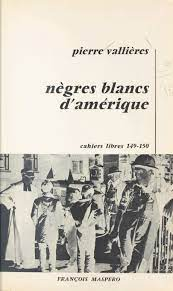 pierre vallières
nègres blancs
d'amérique
cahiers libres 149-150
FRANÇOIS MASPERO